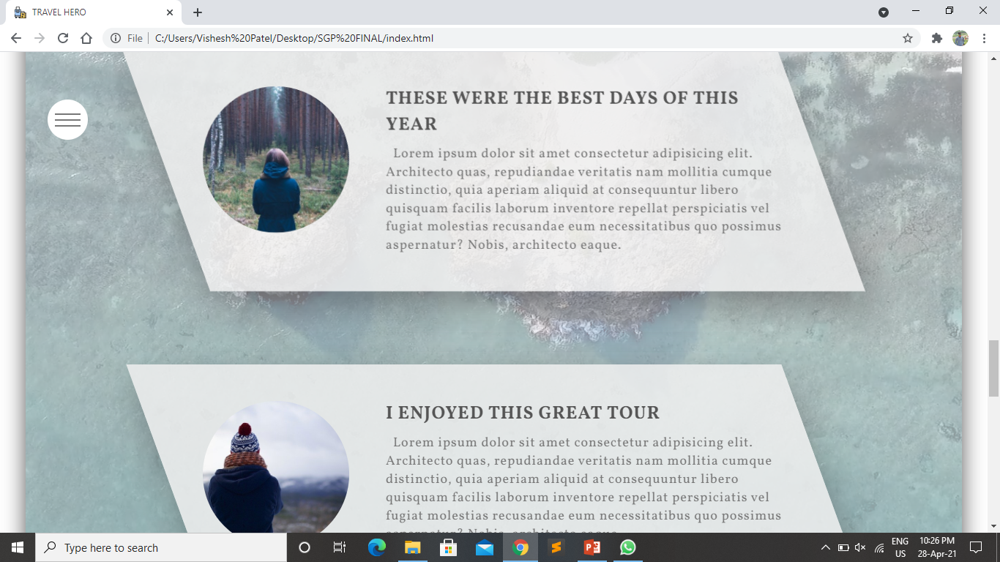 TRAVEL HERO
File
C:/Users/Vishesh%20Patel/Desktop/SGP%20FINAL/index.html
THESE WERE THE BEST DAYS OF THIS
YEAR
Lorem ipsum dolor sit amet consectetur adipisicing elit.
Architecto quas, repudiandae veritatis nam mollitia cumque
distinctio, quia aperiam aliquid at consequuntur libero
quisquam facilis laborum inventore repellat perspiciatis vel
fugiat molestias recusandae eum necessitatibus quo possimus
aspernatur? Nobis, architecto eaque.
I ENJOYED THIS GREAT TOUR
Lorem ipsum dolor sit amet consectetur adipisicing elit.
Architecto quas, repudiandae veritatis nam mollitia cumque
distinctio, quia aperiam aliquid at consequuntur libero
quisquam facilis laborum inventore repellat perspiciatis vel
fugiat molestias recusandae eum necessitatibus quo possimus
Type here to search
ENG
US
10:26 PM
28-Apr-21